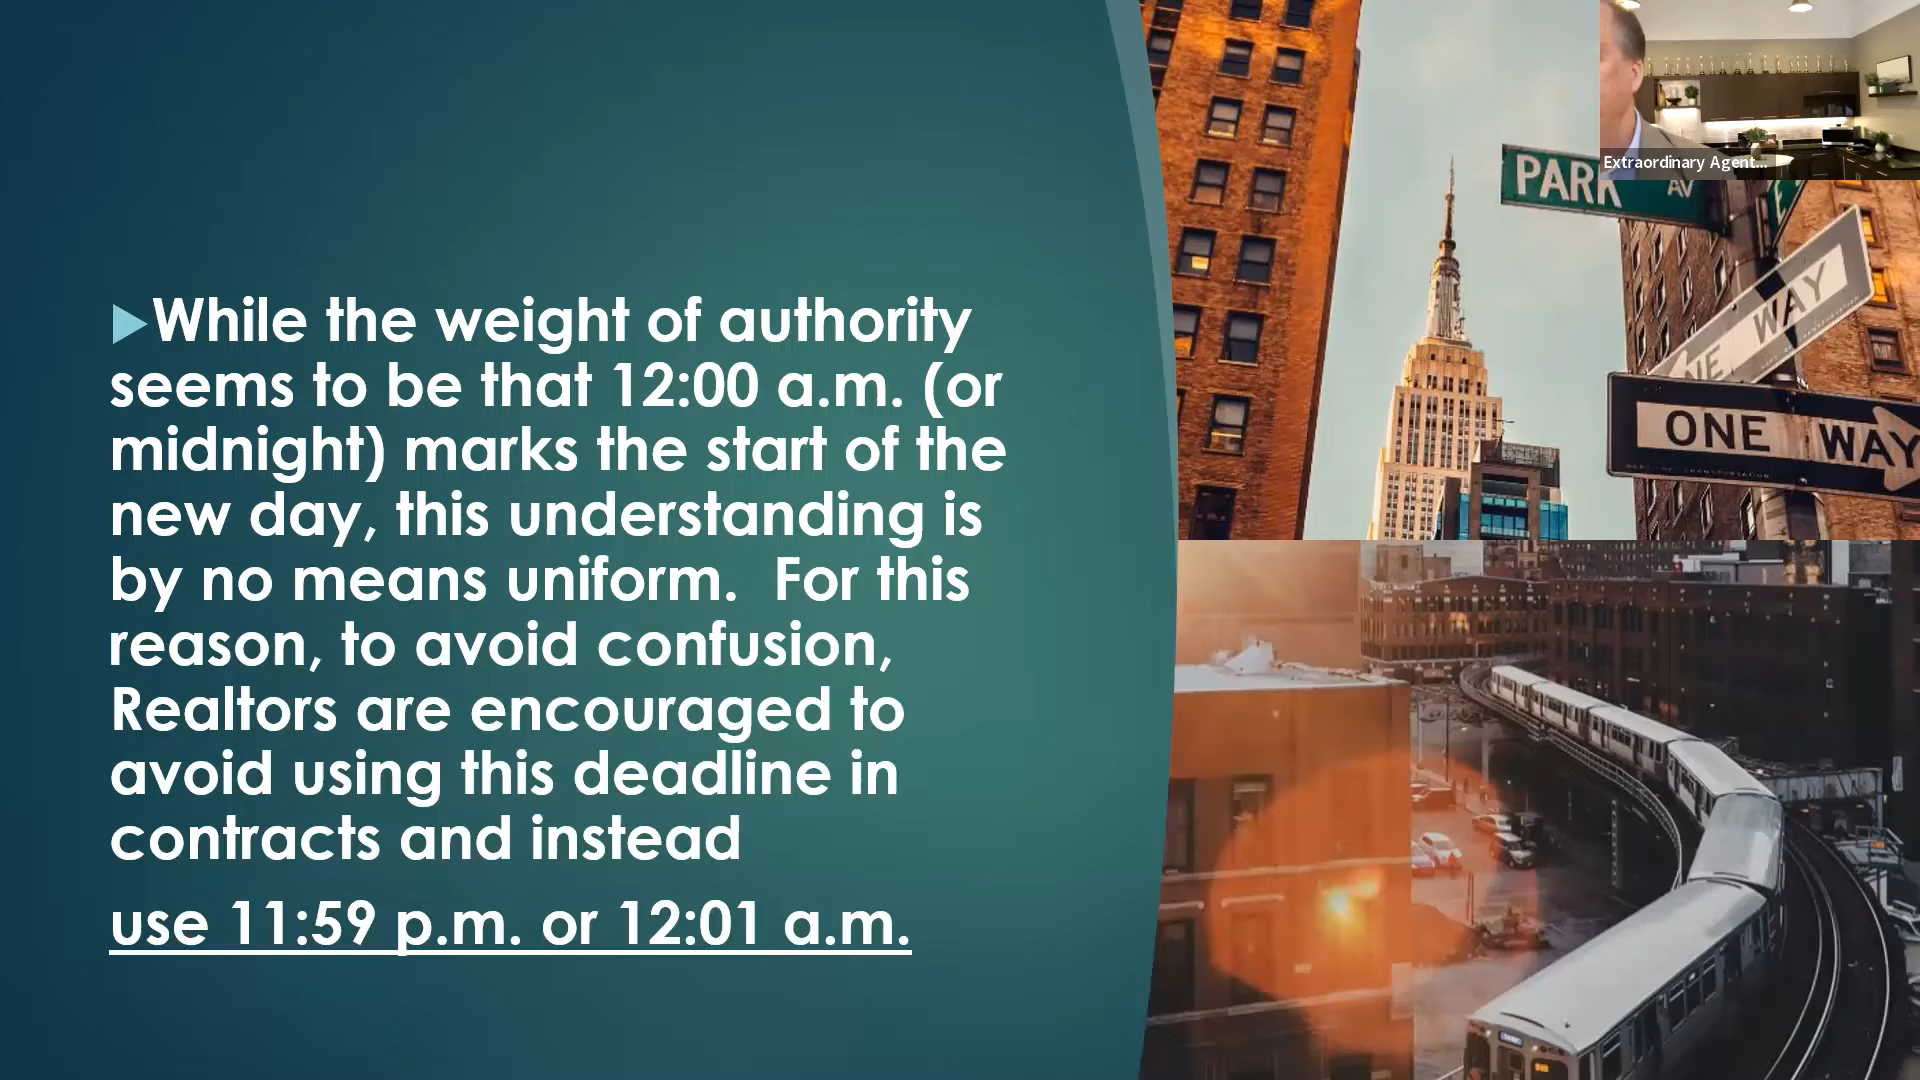 While the weight of authority
seems to be that 12:00 a.m. (or
midnight) marks the start of the
new day, this understanding is
by no means uniform.  For this
reason, to avoid confusion,
Realtors are encouraged to
avoid using this deadline in
contracts and instead
use 11:59 p.m. or 12:01 a.m.
Extraordinary Agent...
PARK AV
E
WAY
ONE WAY